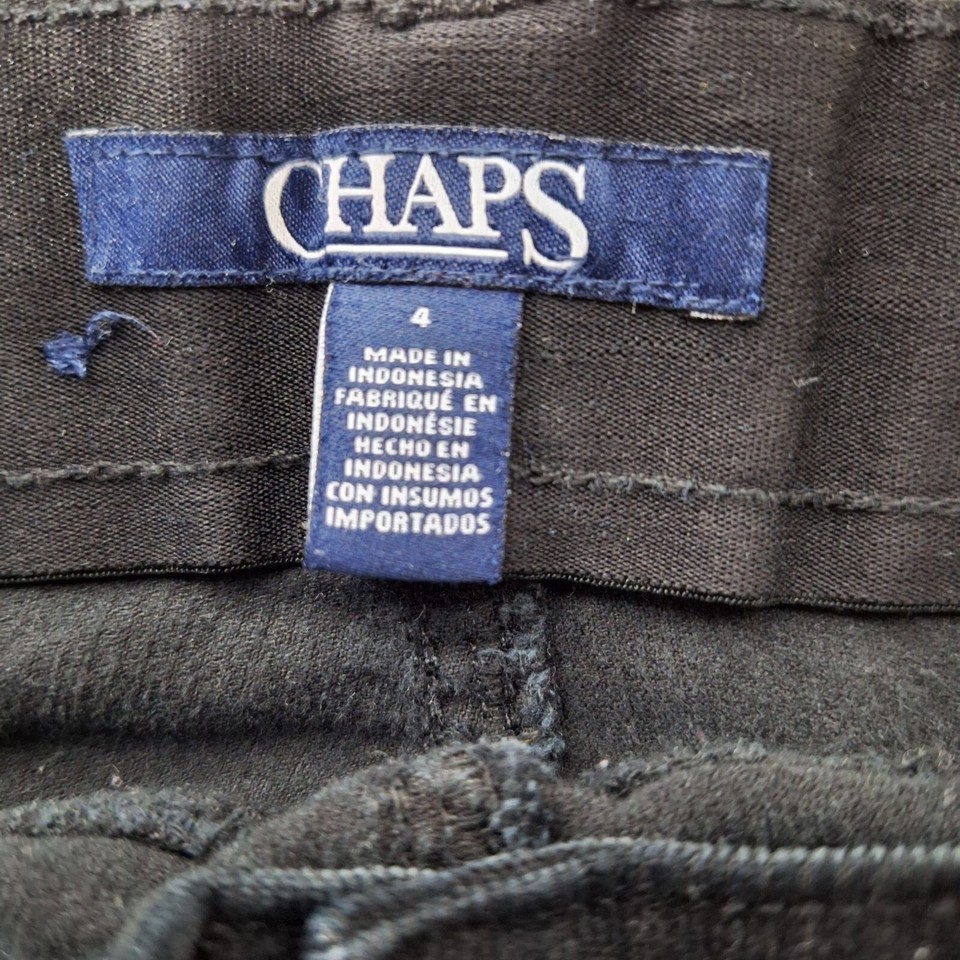 CHAPS
4
MADE IN
INDONESIA
FABRIQUÉ EN
INDONÉSIE
HECHO EN
INDONESIA
CON INSUMOS
IMPORTADOS